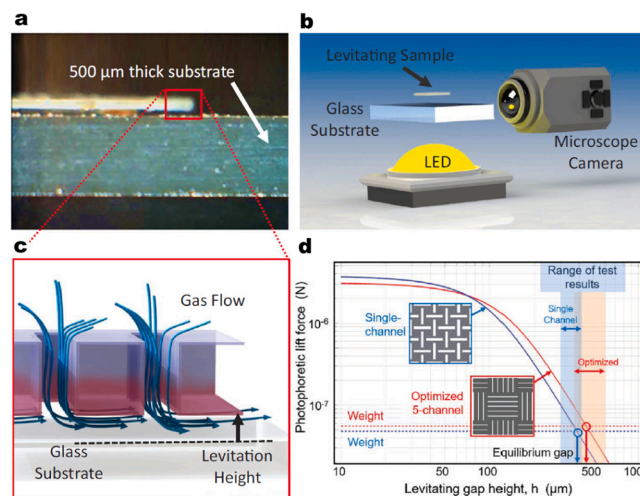 a
500 μm thick substrate
b
Levitating Sample
Glass
Substrate
LED
Microscope
Camera
c
Gas Flow
Glass
Substrate
Levitation
Height
d
Photophoretic lift force (N)
10⁻⁶
10⁻⁷
Range of test
results
Single
Channel
Optimized
Single-
channel
Optimized
5-channel
Weight
Weight
Equilibrium gap
10
50
100
500
1000
Levitating gap height, h (μm)